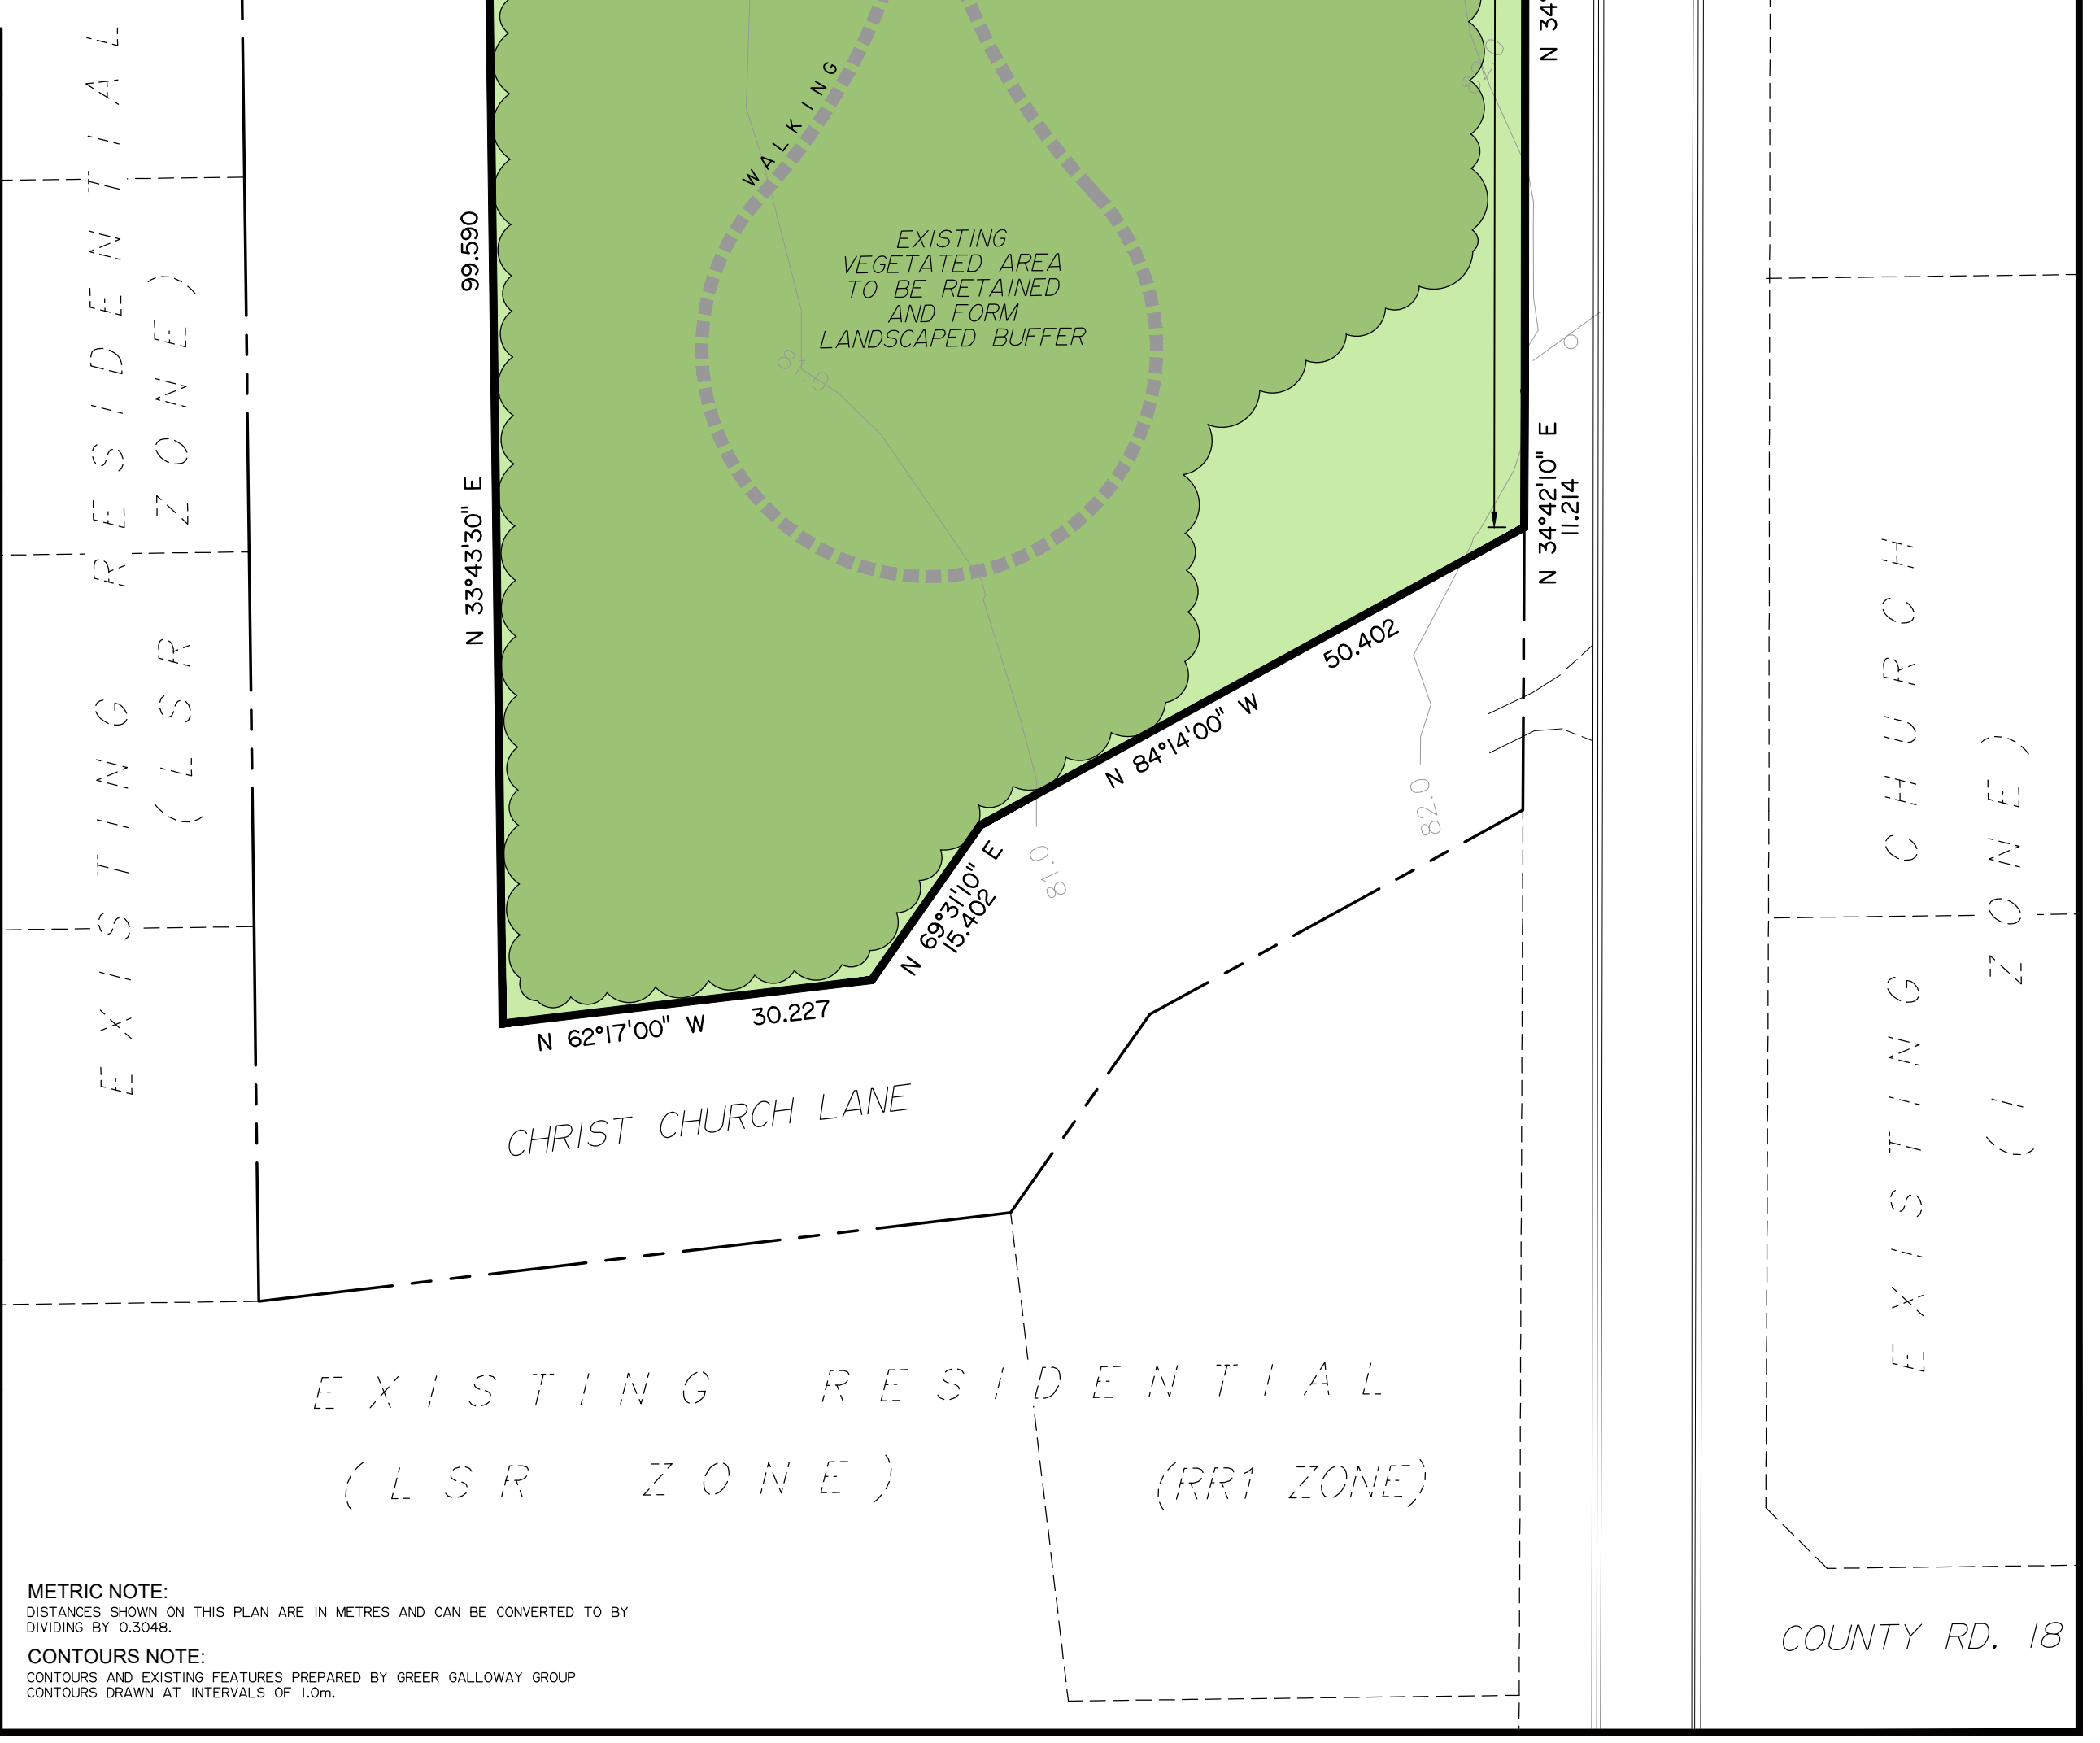 EXISTING RESIDENTIAL
(LSR ZONE)
99.590
N 33°43'30" E
WALKING
EXISTING
VEGETATED AREA
TO BE RETAINED
AND FORM
LANDSCAPED BUFFER
81.0
82.0
N 34°
N 34°42'10" E
11.214
50.402
N 84°14'00" W
82.0
81.0
N 69°31'10" E
15.402
N 62°17'00" W 30.227
CHRIST CHURCH LANE
EXISTING CHURCH
(I ZONE)
EXISTING RESIDENTIAL
(LSR ZONE)
(RR1 ZONE)
METRIC NOTE:
DISTANCES SHOWN ON THIS PLAN ARE IN METRES AND CAN BE CONVERTED TO BY
DIVIDING BY 0.3048.
CONTOURS NOTE:
CONTOURS AND EXISTING FEATURES PREPARED BY GREER GALLOWAY GROUP
CONTOURS DRAWN AT INTERVALS OF 1.0m.
COUNTY RD. 18